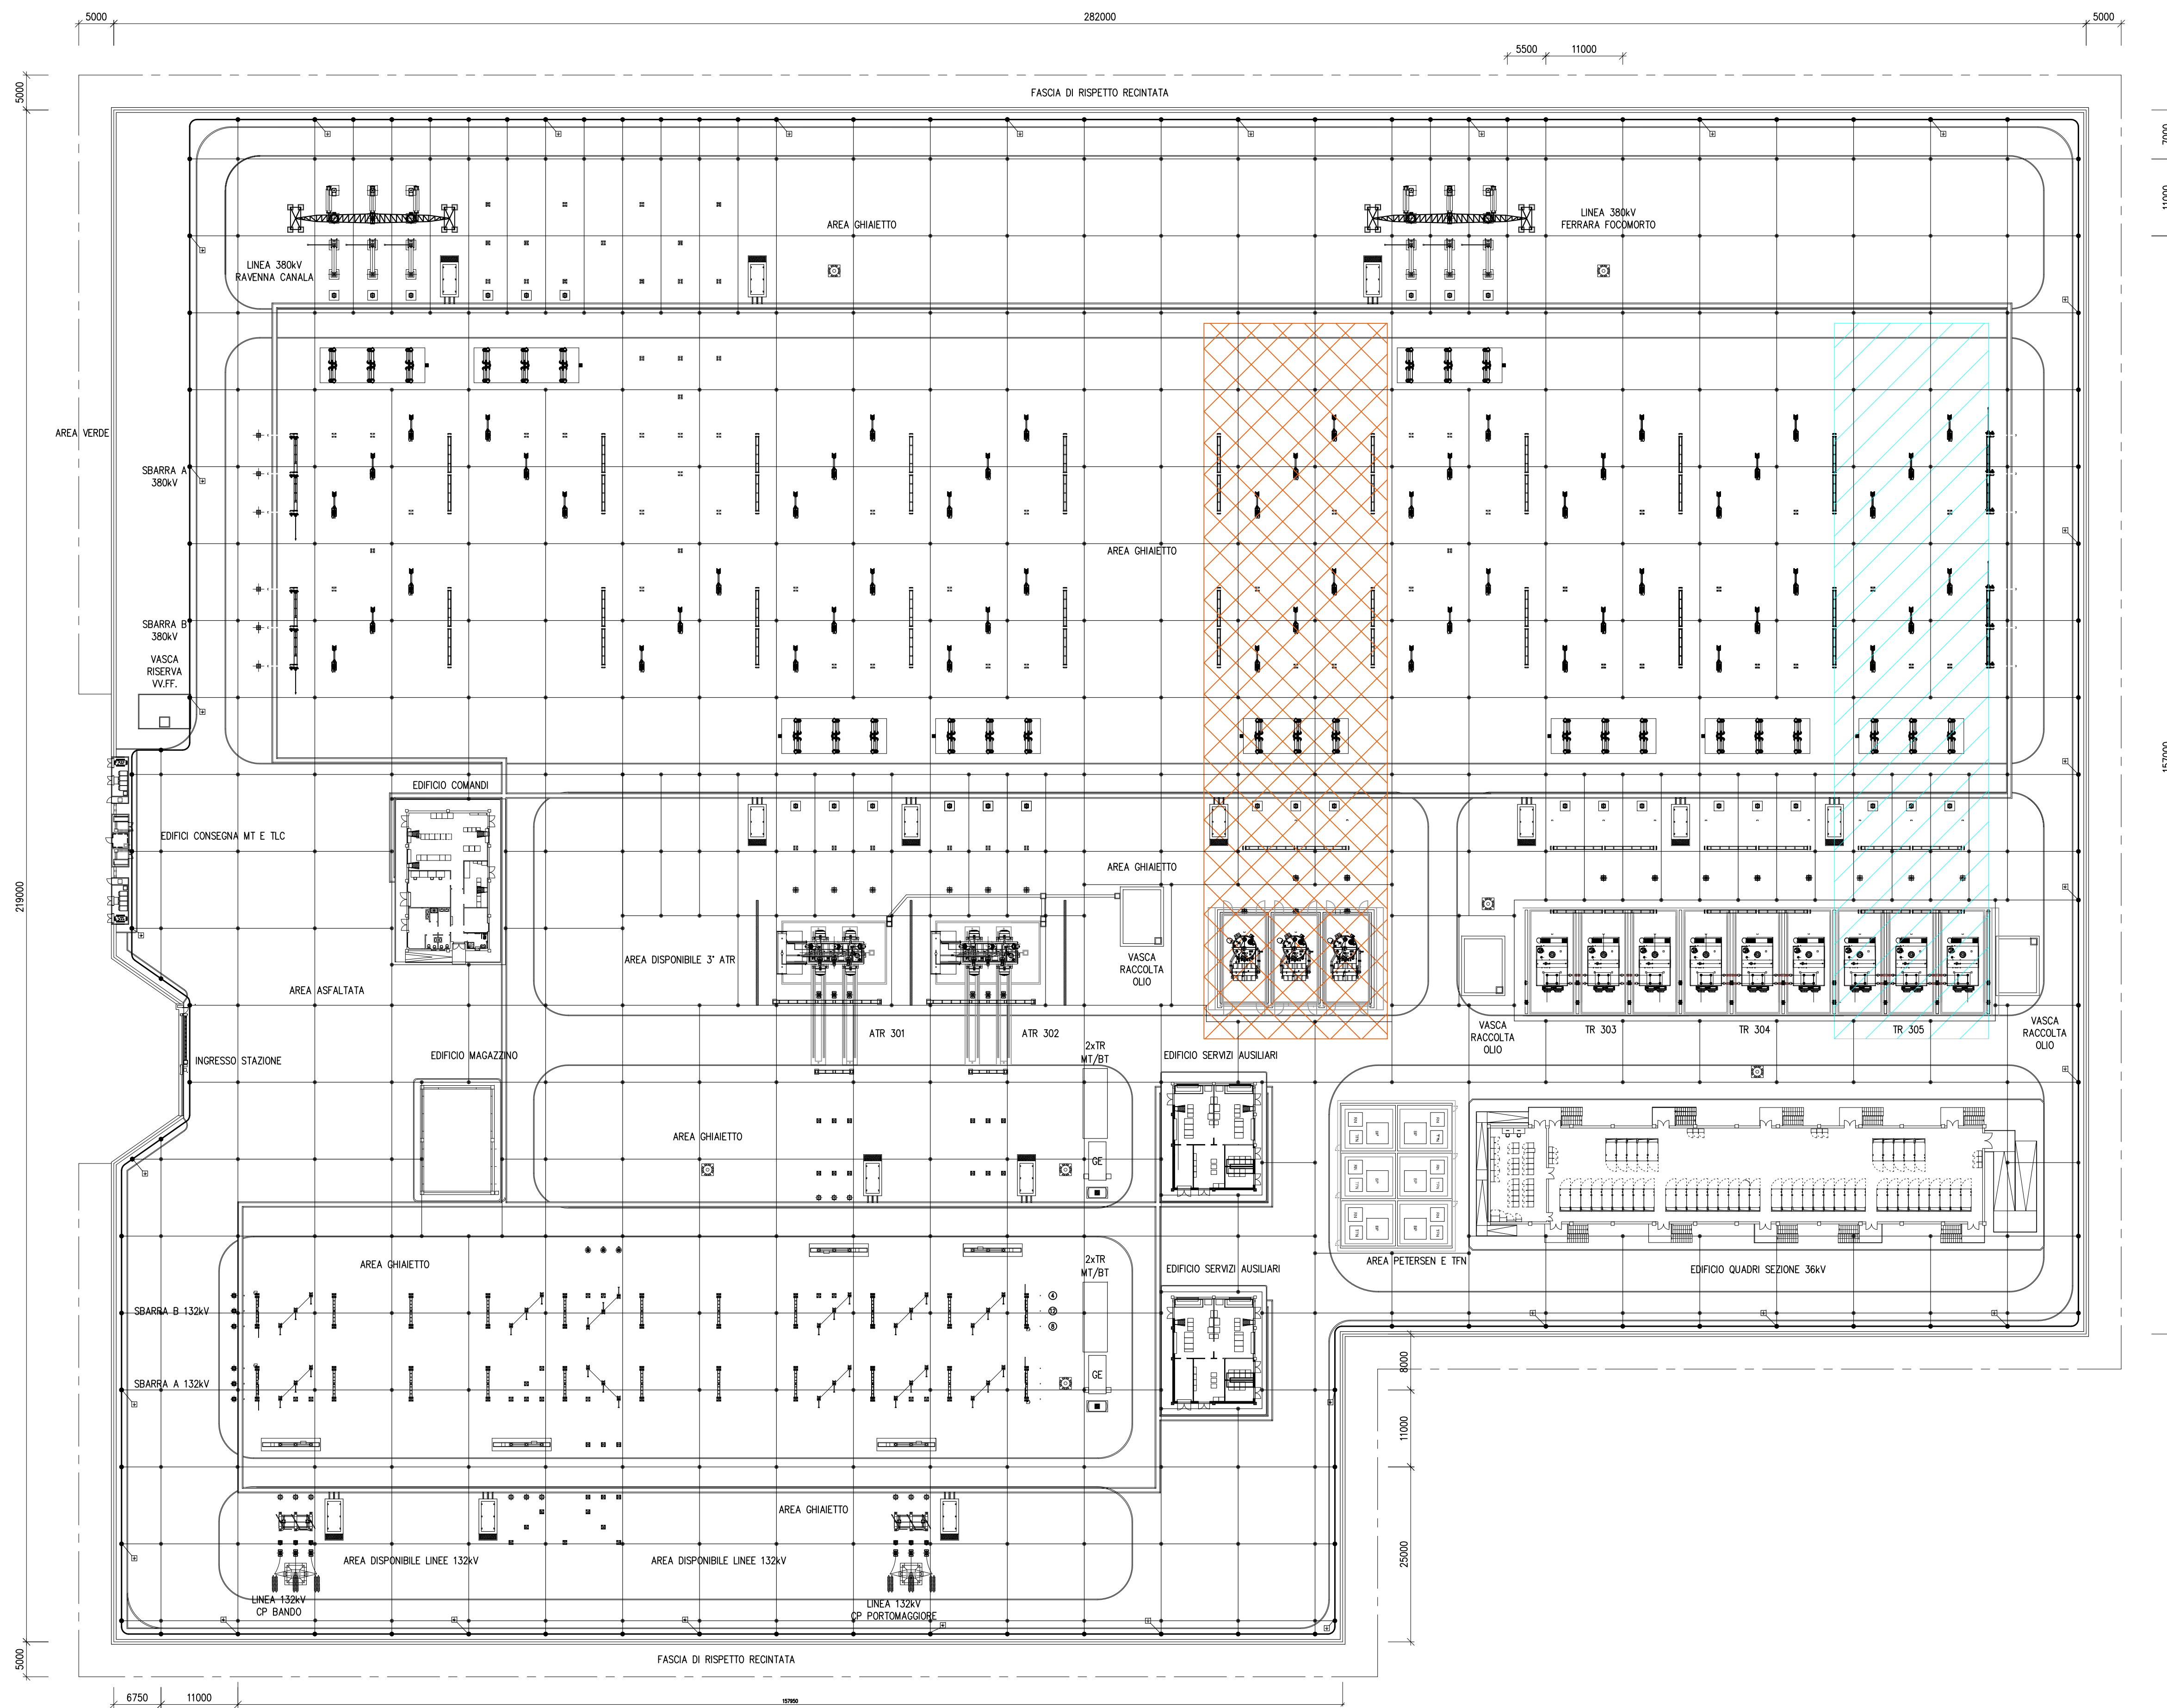 5000
282000
5000
5500
11000
5000
FASCIA DI RISPETTO RECINTATA
7000
11000
AREA GHIAIETTO
LINEA 380kV
FERRARA FOCOMORTO
LINEA 380kV
RAVENNA CANALA
AREA VERDE
SBARRA A
380kV
AREA GHIAIETTO
SBARRA B
380kV
VASCA
RISERVA
VV.FF.
157000
EDIFICIO COMANDI
EDIFICI CONSEGNA MT E TLC
AREA GHIAIETTO
219000
AREA DISPONIBILE 3° ATR
VASCA
RACCOLTA
OLIO
AREA ASFALTATA
ATR 301
ATR 302
VASCA
RACCOLTA
OLIO
TR 303
TR 304
TR 305
VASCA
RACCOLTA
OLIO
INGRESSO STAZIONE
EDIFICIO MAGAZZINO
2xTR
MT/BT
EDIFICIO SERVIZI AUSILIARI
AREA GHIAIETTO
GE
AREA GHIAIETTO
2xTR
MT/BT
EDIFICIO SERVIZI AUSILIARI
AREA PETERSEN E TFN
EDIFICIO QUADRI SEZIONE 36kV
SBARRA B 132kV
4
12
8
SBARRA A 132kV
GE
8000
11000
25000
AREA GHIAIETTO
AREA DISPONIBILE LINEE 132kV
AREA DISPONIBILE LINEE 132kV
LINEA 132kV
CP BANDO
LINEA 132kV
CP PORTOMAGGIORE
FASCIA DI RISPETTO RECINTATA
5000
6750
11000
157950